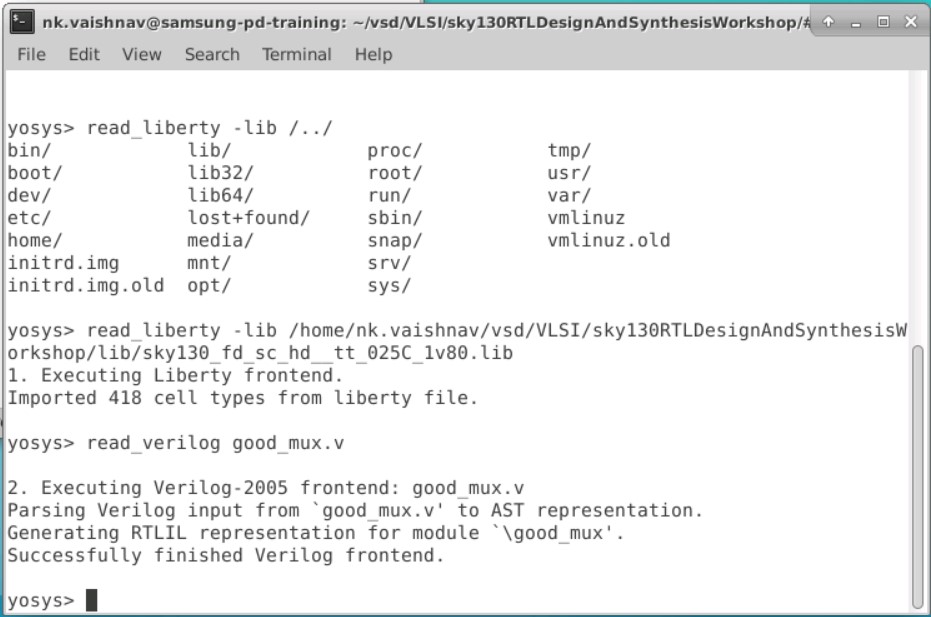 nk.vaishnav@samsung-pd-training: ~/vsd/VLSI/sky130RTLDesignAndSynthesisWorkshop/#
File Edit View Search Terminal Help
yosys> read_liberty -lib /../
bin/ lib/ proc/ tmp/
boot/ lib32/ root/ usr/
dev/ lib64/ run/ var/
etc/ lost+found/ sbin/ vmlinuz
home/ media/ snap/ vmlinuz.old
initrd.img mnt/ srv/
initrd.img.old opt/ sys/
yosys> read_liberty -lib /home/nk.vaishnav/vsd/VLSI/sky130RTLDesignAndSynthesisW
orkshop/lib/sky130_fd_sc_hd__tt_025C_1v80.lib
1. Executing Liberty frontend.
Imported 418 cell types from liberty file.
yosys> read_verilog good_mux.v
2. Executing Verilog-2005 frontend: good_mux.v
Parsing Verilog input from `good_mux.v' to AST representation.
Generating RTLIL representation for module `\good_mux'.
Successfully finished Verilog frontend.
yosys>